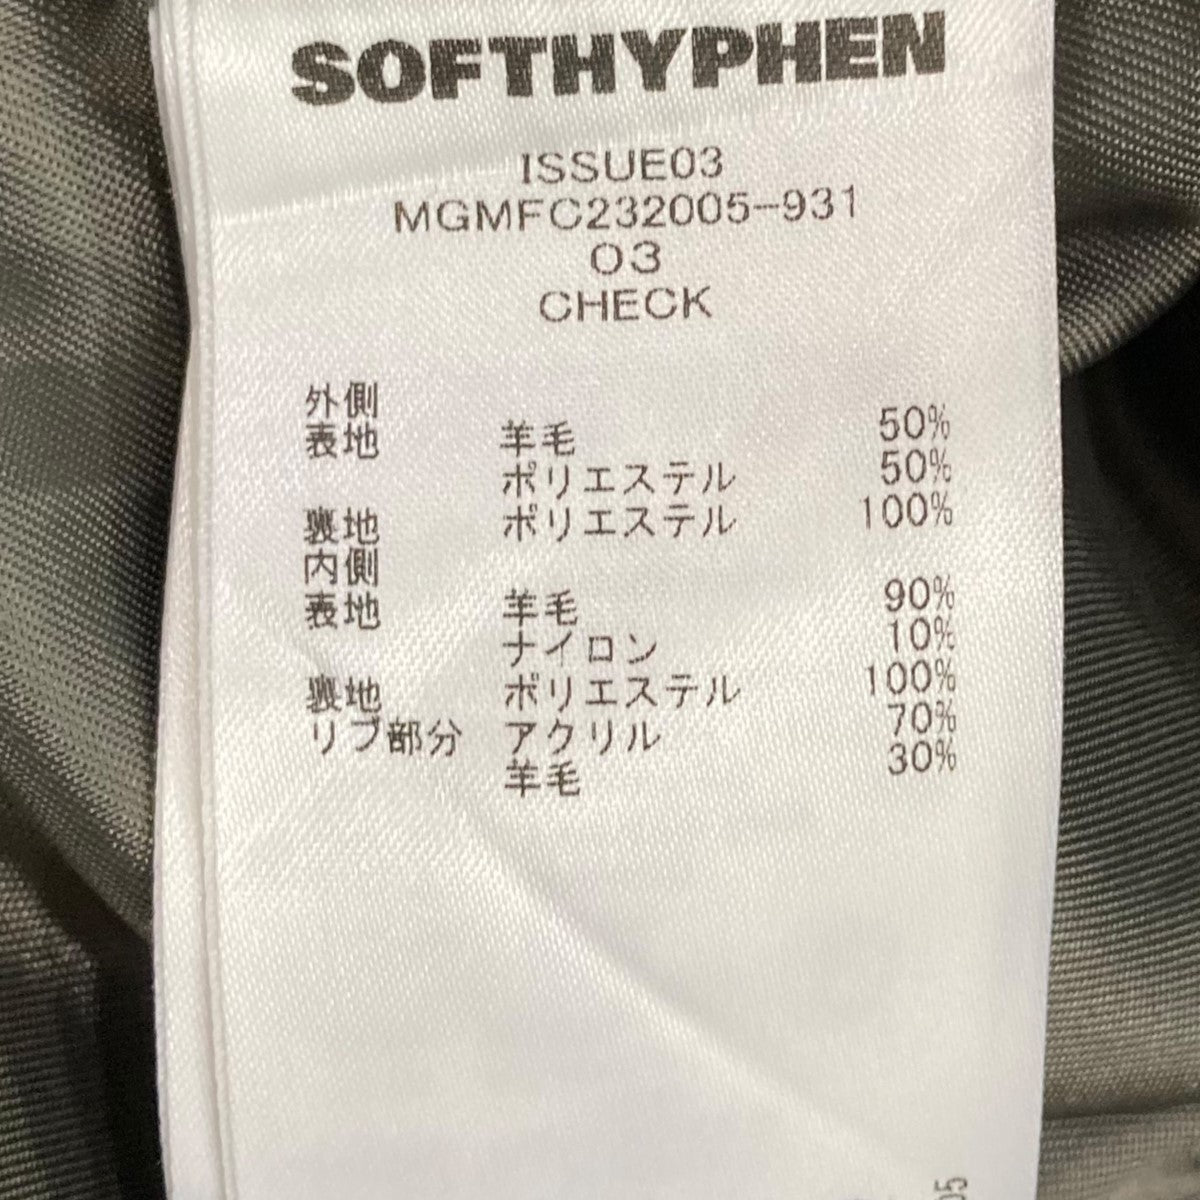 SOFTHYPHEN
ISSUE03
MGMFC232005-931
03
CHECK
外側
表地 羊毛 50%
ポリエステル 50%
裏地 ポリエステル 100%
内側
表地 羊毛 90%
ナイロン 10%
裏地 ポリエステル 100%
リブ部分 アクリル 70%
羊毛 30%